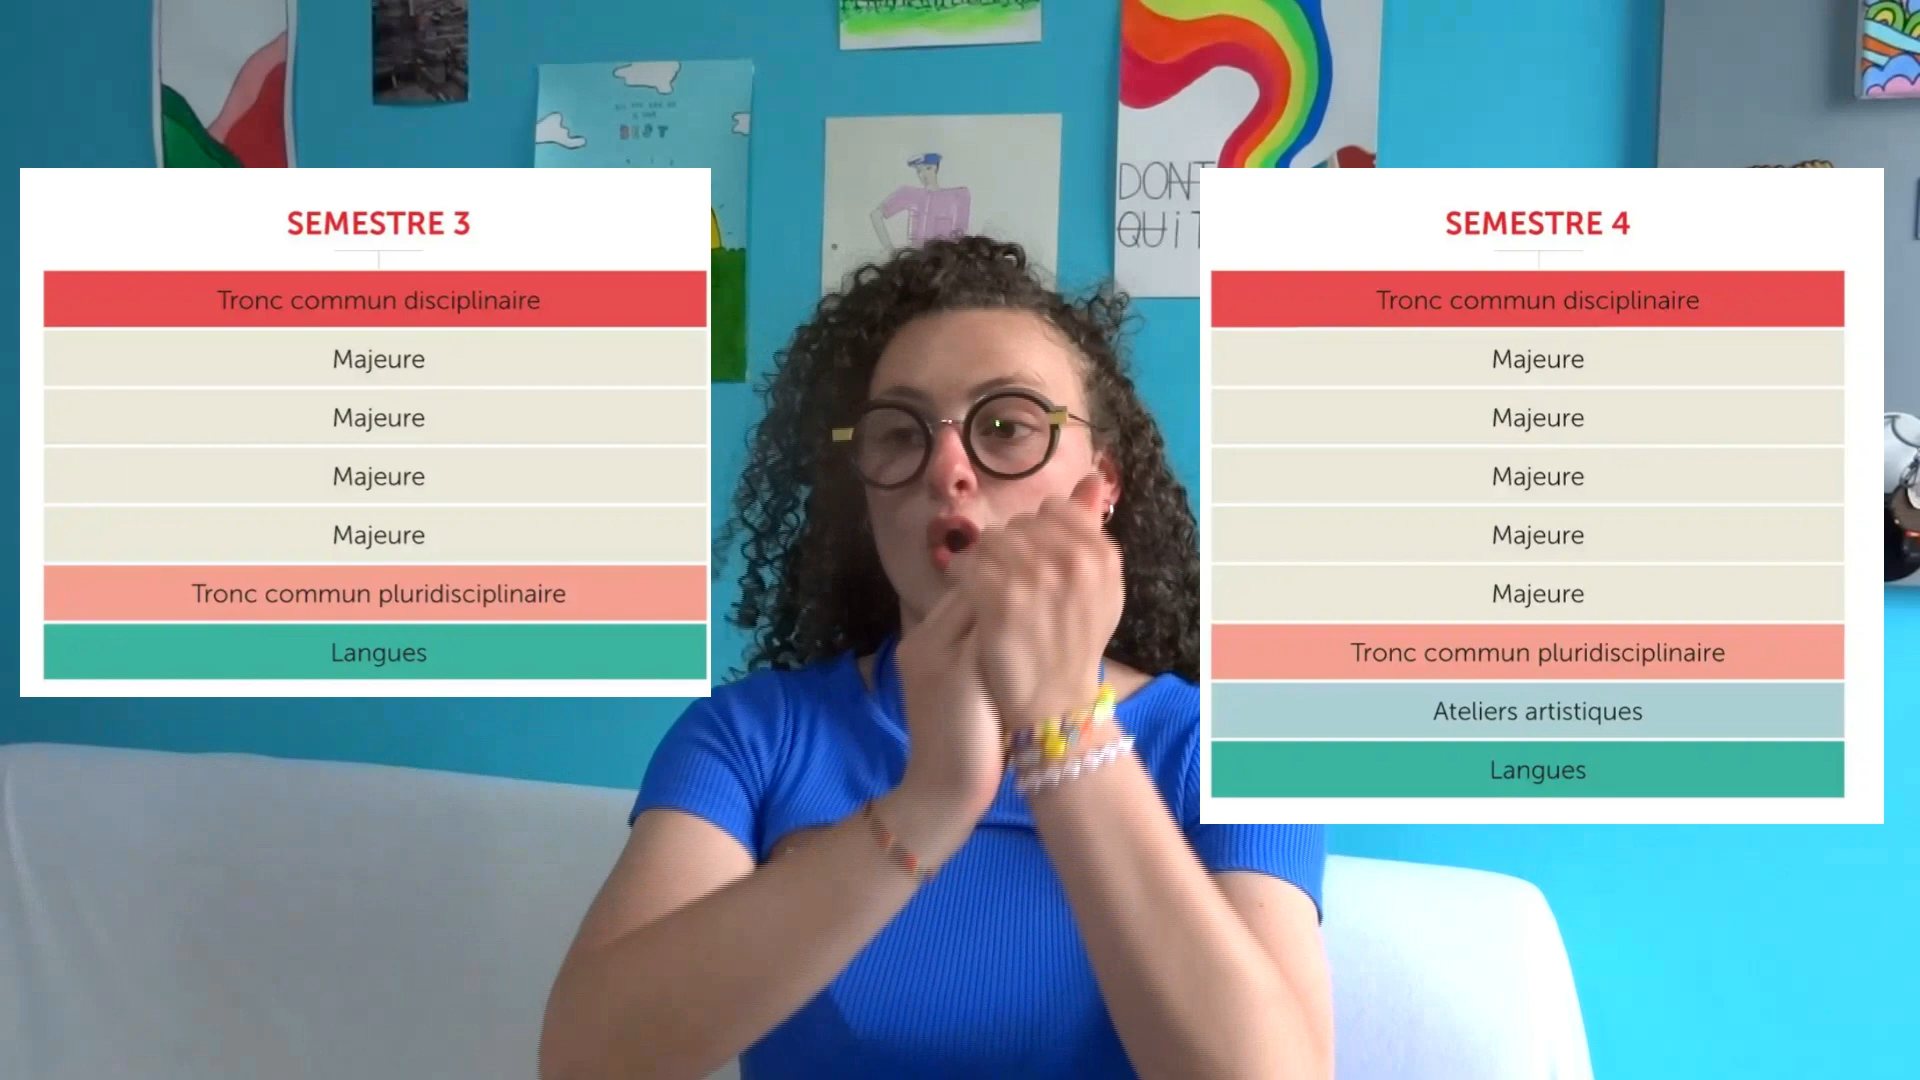 BEST
DON'T
QUIT
SEMESTRE 3
Tronc commun disciplinaire
Majeure
Majeure
Majeure
Majeure
Tronc commun pluridisciplinaire
Langues
SEMESTRE 4
Tronc commun disciplinaire
Majeure
Majeure
Majeure
Majeure
Majeure
Tronc commun pluridisciplinaire
Ateliers artistiques
Langues